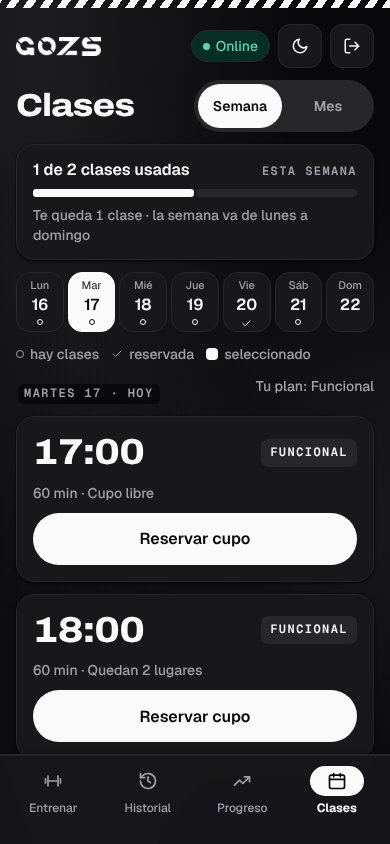 GOZS
Online
Clases
Semana
Mes
1 de 2 clases usadas
ESTA SEMANA
Te queda 1 clase · la semana va de lunes a
domingo
Lun
Mar
Mié
Jue
Vie
Sáb
Dom
16
17
18
19
20
21
22
hay clases
reservada
seleccionado
Tu plan: Funcional
MARTES 17 · HOY
17:00
FUNCIONAL
60 min · Cupo libre
Reservar cupo
18:00
FUNCIONAL
60 min · Quedan 2 lugares
Reservar cupo
Entrenar
Historial
Progreso
Clases